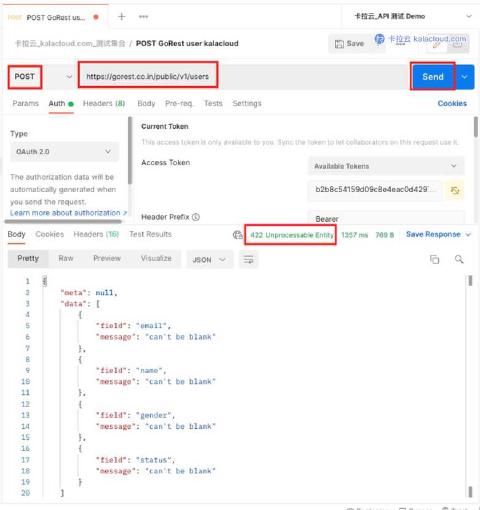 POST POST GoRest us...
卡拉云_API 测试 Demo
卡拉云_kalacloud.com_测试集合 / POST GoRest user kalacloud
Save
卡拉云 kalacloud.com
POST
https://gorest.co.in/public/v1/users
Send
Params Auth Headers (8) Body Pre-req. Tests Settings
Cookies
Type
OAuth 2.0
The authorization data will be
automatically generated when
you send the request.
Learn more about authorization
Current Token
This access token is only available to you. Sync the token to let collaborators on this request use it.
Access Token
Available Tokens
b2b8c54159d09c8e4eac0d429...
Header Prefix
Bearer
Body Cookies Headers (16) Test Results
422 Unprocessable Entity 1357 ms 769 B Save Response
Pretty Raw Preview Visualize JSON
1 {
2 "meta": null,
3 "data": [
4 {
5 "field": "email",
6 "message": "can't be blank"
7 },
8 {
9 "field": "name",
10 "message": "can't be blank"
11 },
12 {
13 "field": "gender",
14 "message": "can't be blank"
15 },
16 {
17 "field": "status",
18 "message": "can't be blank"
19 }
20 ]